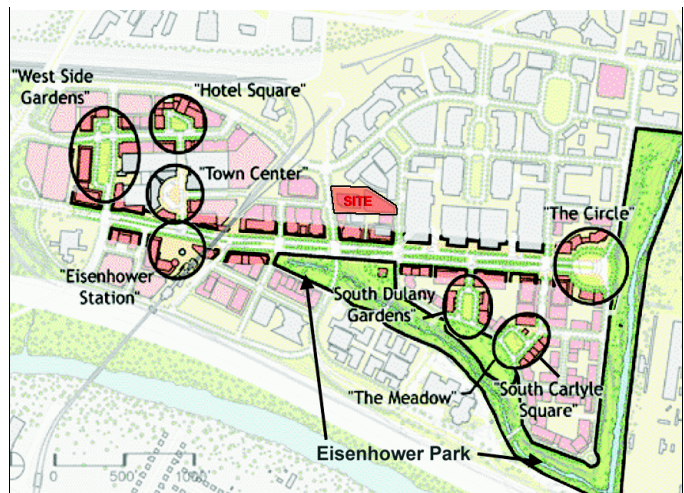 "West Side
Gardens"
"Hotel Square"
"Town Center"
SITE
"The Circle"
"Eisenhower
Station"
"South Dulany
Gardens"
"The Meadow"
"South Carlyle
Square"
Eisenhower Park
0 500 1000